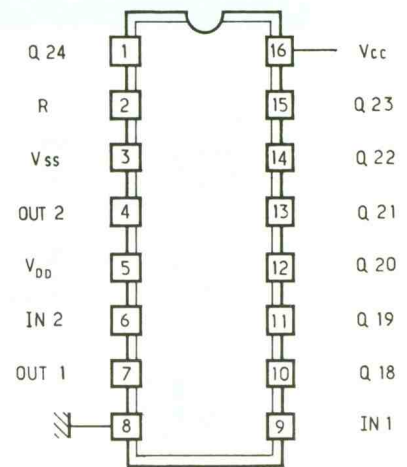 Q 24 1 16 Vcc
R 2 15 Q 23
Vss 3 14 Q 22
OUT 2 4 13 Q 21
VDD 5 12 Q 20
IN 2 6 11 Q 19
OUT 1 7 10 Q 18
8 9 IN 1